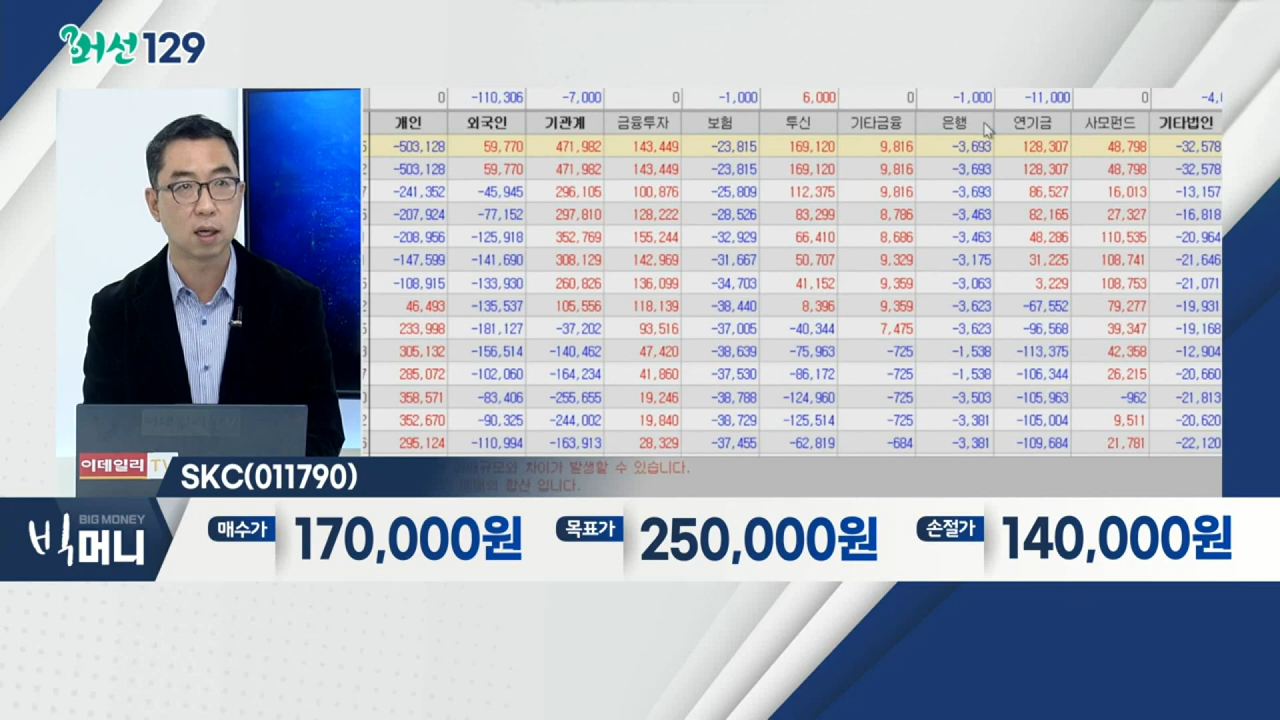 머선129
0 -110,306 -7,000 0 -1,000 6,000 0 -1,000 -11,000 0
개인 외국인 기관계 금융투자 보험 투신 기타금융 은행 연기금 사모펀드 기타법인
-503,128 59,770 471,982 143,449 -23,815 169,120 9,816 -3,693 128,307 48,798 -32,578
-503,128 59,770 471,982 143,449 -23,815 169,120 9,816 -3,693 128,307 48,798 -32,578
-241,352 -45,945 296,105 100,876 -25,809 112,375 9,816 -3,693 86,527 16,013 -13,157
-207,924 -77,152 297,810 128,222 -28,526 83,299 8,786 -3,463 82,165 27,327 -16,818
-208,956 -125,918 352,769 155,244 -32,929 66,410 8,686 -3,463 48,286 110,535 -20,964
-147,599 -141,690 308,129 142,969 -31,667 50,707 9,329 -3,175 31,225 108,741 -21,646
-108,915 -133,930 260,826 136,099 -34,703 41,152 9,359 -3,063 3,229 108,753 -21,071
46,493 -135,537 105,556 118,139 -38,440 8,396 9,359 -3,623 -67,552 79,277 -19,931
233,998 -181,127 -37,202 93,516 -37,005 -40,344 7,475 -3,623 -96,568 39,347 -19,168
305,132 -156,514 -140,462 47,420 -38,639 -75,963 -725 -1,538 -113,375 42,358 -12,904
285,072 -102,060 -164,234 41,860 -37,530 -86,172 -725 -1,538 -106,344 26,215 -20,660
358,571 -83,406 -255,655 19,246 -38,788 -124,960 -725 -3,503 -105,963 -962 -21,813
352,670 -90,325 -244,002 19,840 -38,729 -125,514 -725 -3,381 -105,004 9,511 -20,620
295,124 -110,994 -163,913 28,329 -37,455 -62,819 -684 -3,381 -109,684 21,781 -22,120
차이가 발생할 수 있습니다.
합산 입니다.
이데일리 TV
SKC(011790)
BIG MONEY
빅머니
매수가 170,000원 목표가 250,000원 손절가 140,000원